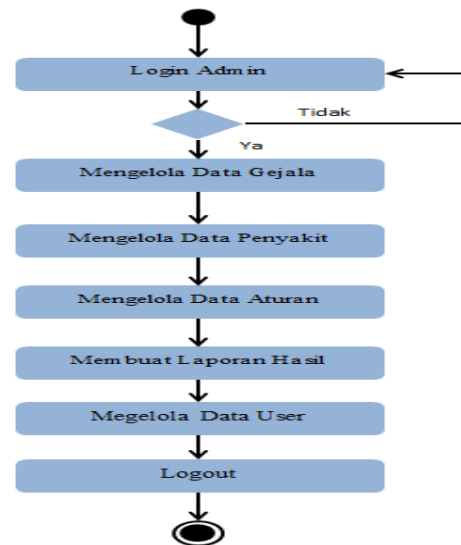 Login Admin
Tidak
Ya
Mengelola Data Gejala
Mengelola Data Penyakit
Mengelola Data Aturan
Membuat Laporan Hasil
Megelola Data User
Logout